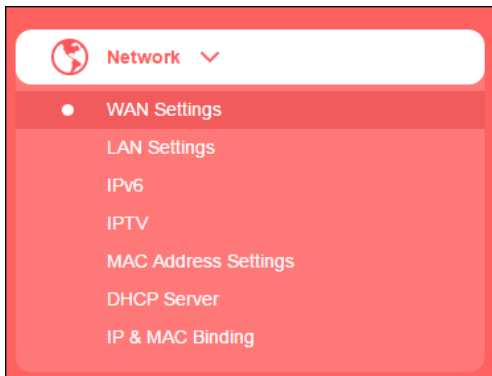 Network
WAN Settings
LAN Settings
IPv6
IPTV
MAC Address Settings
DHCP Server
IP & MAC Binding